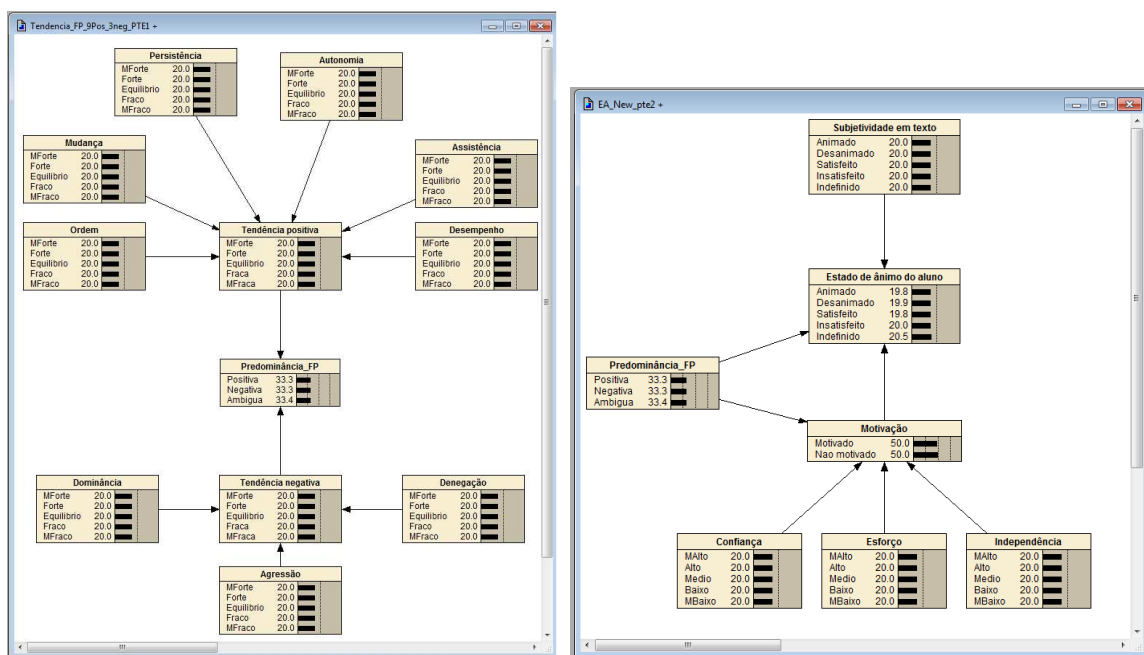 Tendencia_FP_9Pos_3neg_PTE1 +
Persistência
MForte 20.0
Forte 20.0
Equilibrio 20.0
Fraco 20.0
MFraco 20.0
Autonomia
MForte 20.0
Forte 20.0
Equilibrio 20.0
Fraco 20.0
MFraco 20.0
Mudança
MForte 20.0
Forte 20.0
Equilibrio 20.0
Fraco 20.0
MFraco 20.0
Assistência
MForte 20.0
Forte 20.0
Equilibrio 20.0
Fraco 20.0
MFraco 20.0
Ordem
MForte 20.0
Forte 20.0
Equilibrio 20.0
Fraco 20.0
MFraco 20.0
Tendência positiva
MForte 20.0
Forte 20.0
Equilibrio 20.0
Fraca 20.0
MFraca 20.0
Desempenho
MForte 20.0
Forte 20.0
Equilibrio 20.0
Fraco 20.0
MFraco 20.0
Predominância_FP
Positiva 33.3
Negativa 33.3
Ambigua 33.4
Dominância
MForte 20.0
Forte 20.0
Equilibrio 20.0
Fraco 20.0
MFraco 20.0
Tendência negativa
MForte 20.0
Forte 20.0
Equilibrio 20.0
Fraca 20.0
MFraca 20.0
Denegação
MForte 20.0
Forte 20.0
Equilibrio 20.0
Fraco 20.0
MFraco 20.0
Agressão
MForte 20.0
Forte 20.0
Equilibrio 20.0
Fraco 20.0
MFraco 20.0
EA_New_pte2 +
Subjetividade em texto
Animado 20.0
Desanimado 20.0
Satisfeito 20.0
Insatisfeito 20.0
Indefinido 20.0
Estado de ânimo do aluno
Animado 19.8
Desanimado 19.9
Satisfeito 19.8
Insatisfeito 20.0
Indefinido 20.5
Predominância_FP
Positiva 33.3
Negativa 33.3
Ambigua 33.4
Motivação
Motivado 50.0
Nao motivado 50.0
Confiança
MAlto 20.0
Alto 20.0
Medio 20.0
Baixo 20.0
MBaixo 20.0
Esforço
MAlto 20.0
Alto 20.0
Medio 20.0
Baixo 20.0
MBaixo 20.0
Independência
MAlto 20.0
Alto 20.0
Medio 20.0
Baixo 20.0
MBaixo 20.0